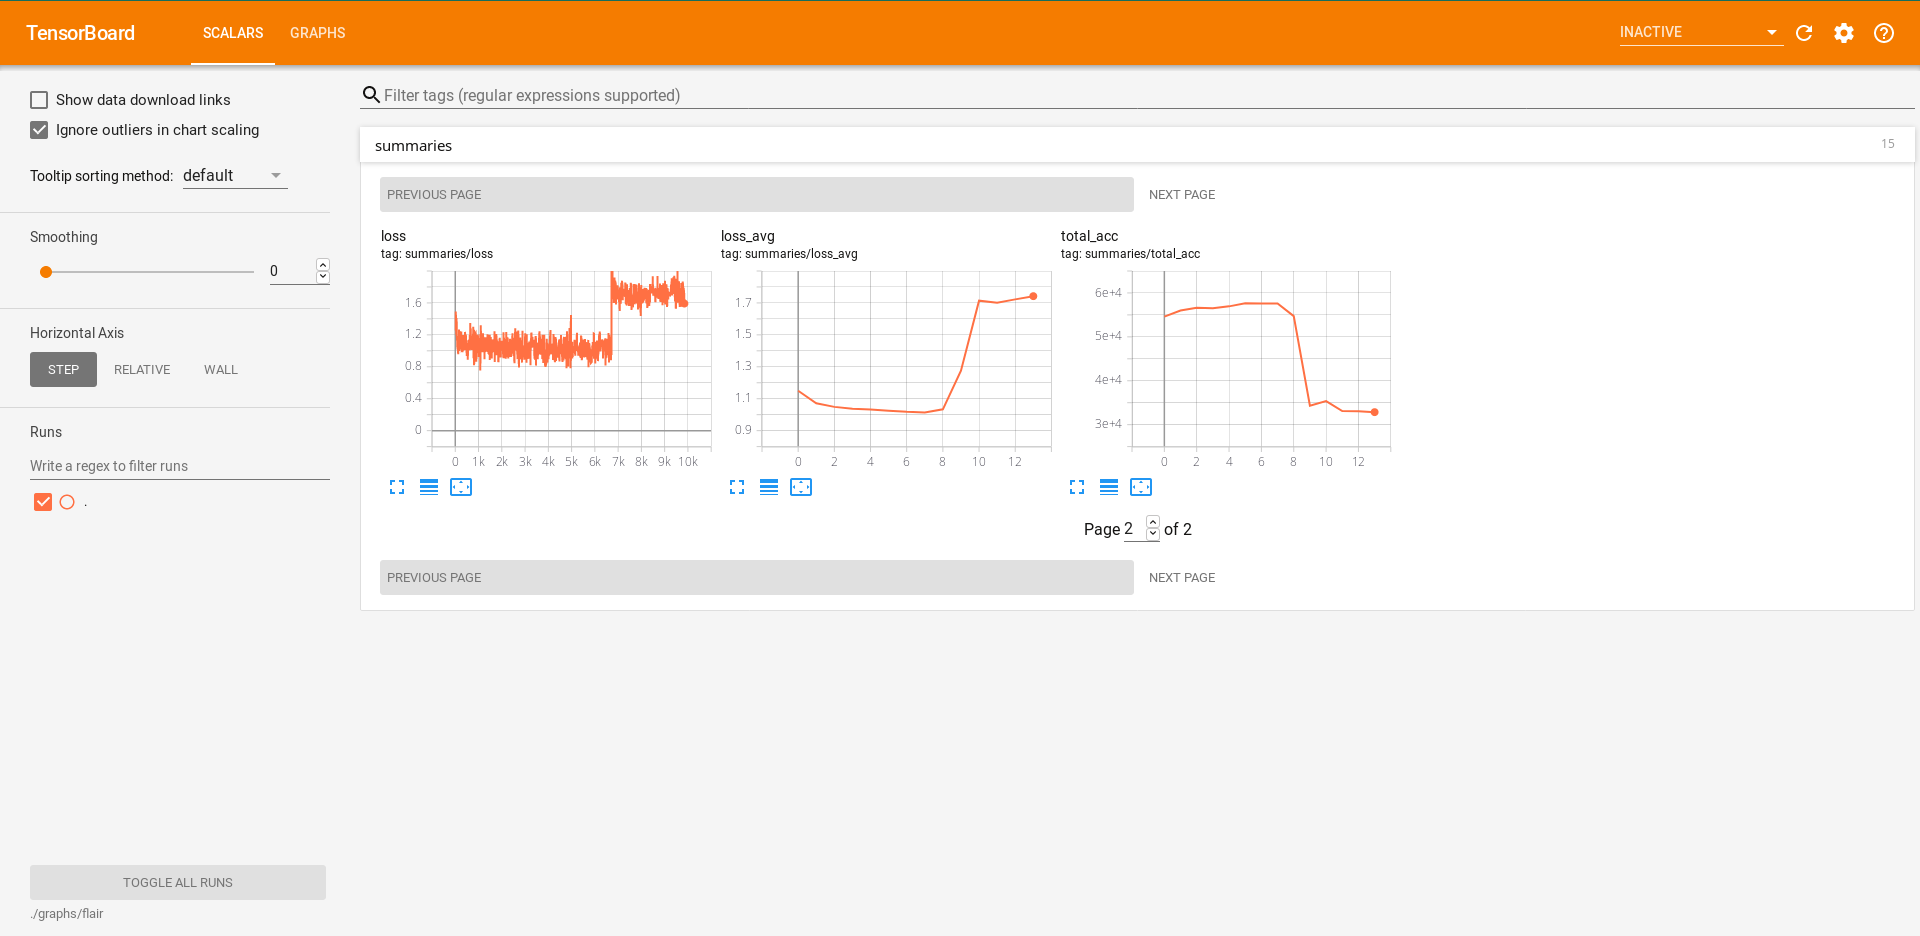 TensorBoard
SCALARS GRAPHS
INACTIVE
Show data download links
Ignore outliers in chart scaling
Tooltip sorting method: default
Smoothing
0
Horizontal Axis
STEP RELATIVE WALL
Runs
Write a regex to filter runs
.
TOGGLE ALL RUNS
./graphs/flair
Filter tags (regular expressions supported)
summaries 15
PREVIOUS PAGE NEXT PAGE
loss
tag: summaries/loss
1.6
1.2
0.8
0.4
0
0 1k 2k 3k 4k 5k 6k 7k 8k 9k 10k
loss_avg
tag: summaries/loss_avg
1.7
1.5
1.3
1.1
0.9
0 2 4 6 8 10 12
total_acc
tag: summaries/total_acc
6e+4
5e+4
4e+4
3e+4
0 2 4 6 8 10 12
Page 2 of 2
PREVIOUS PAGE NEXT PAGE